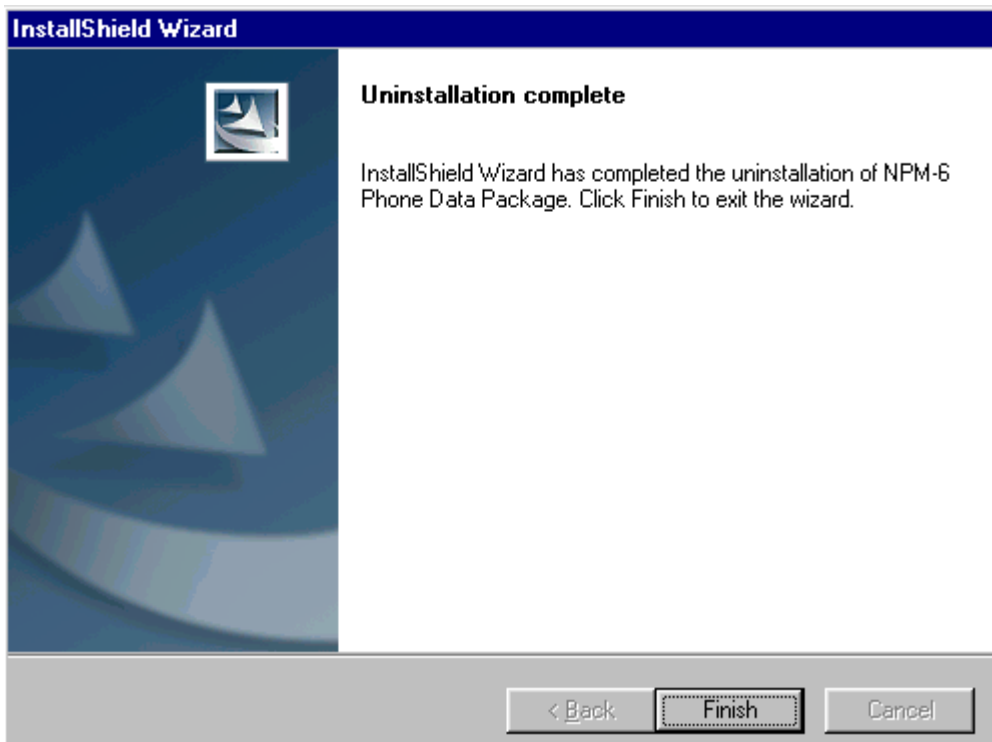 InstallShield Wizard
Uninstallation complete
InstallShield Wizard has completed the uninstallation of NPM-6
Phone Data Package. Click Finish to exit the wizard.
< Back
Finish
Cancel